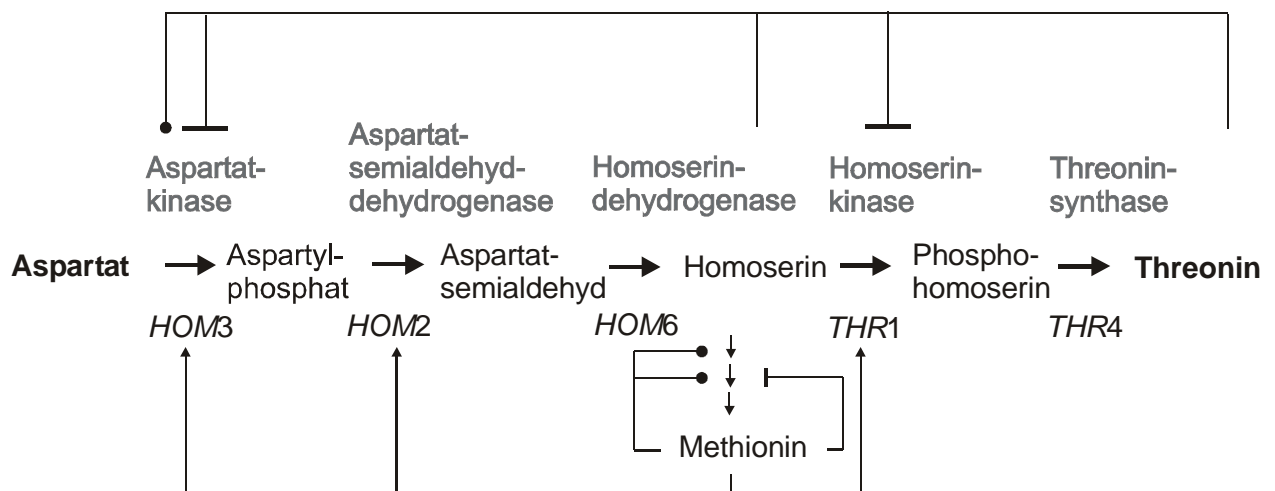 Aspartat-
kinase
Aspartat-
semialdehyd-
dehydrogenase
Homoserin-
dehydrogenase
Homoserin-
kinase
Threonin-
synthase
Aspartat
Aspartyl-
phosphat
Aspartat-
semialdehyd
Homoserin
Phospho-
homoserin
Threonin
HOM3
HOM2
HOM6
THR1
THR4
Methionin